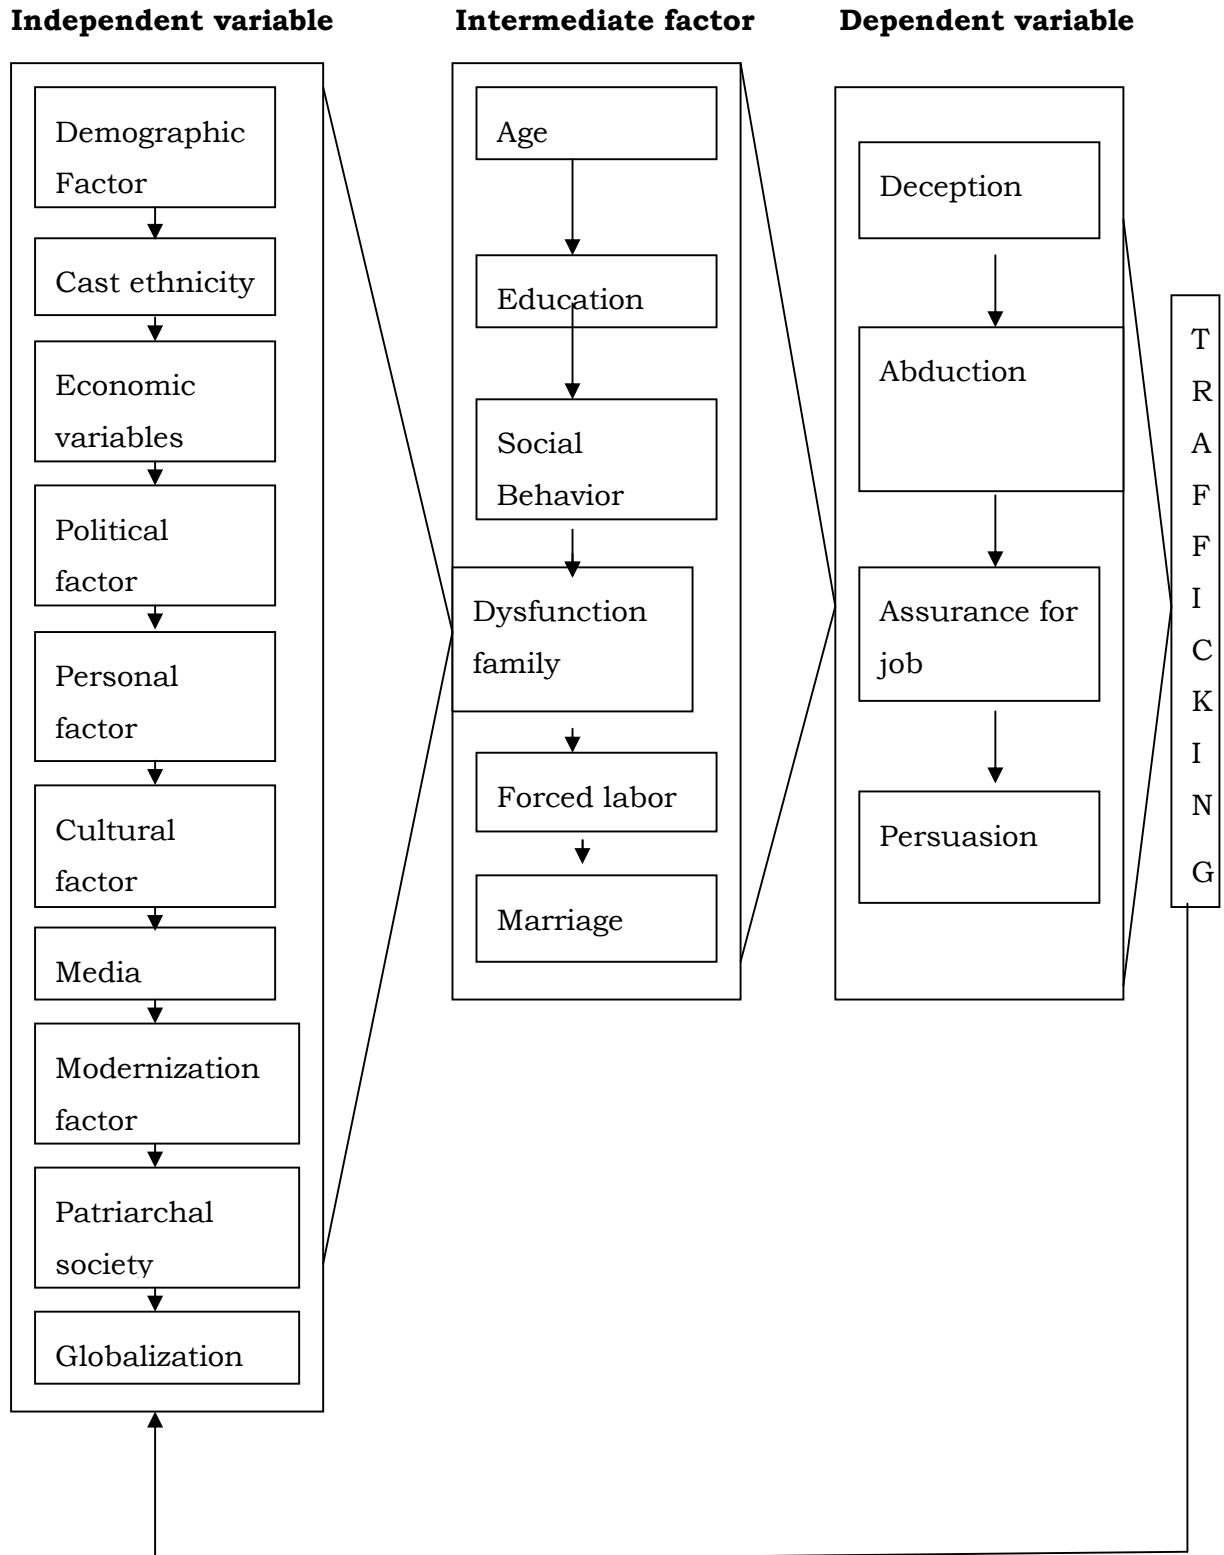 Independent variable
Intermediate factor
Dependent variable
Demographic
Factor
Cast ethnicity
Economic
variables
Political
factor
Personal
factor
Cultural
factor
Media
Modernization
factor
Patriarchal
society
Globalization
Age
Education
Social
Behavior
Dysfunction
family
Forced labor
Marriage
Deception
Abduction
Assurance for
job
Persuasion
T
R
A
F
F
I
C
K
I
N
G